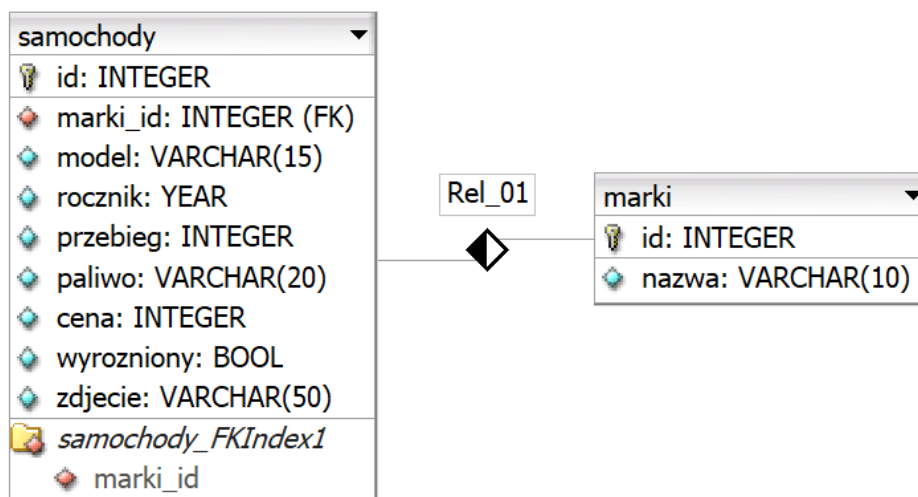 samochody
id: INTEGER
marki_id: INTEGER (FK)
model: VARCHAR(15)
rocznik: YEAR
przebieg: INTEGER
paliwo: VARCHAR(20)
cena: INTEGER
wyrozniony: BOOL
zdjecie: VARCHAR(50)
samochody_FKIndex1
marki_id
Rel_01
marki
id: INTEGER
nazwa: VARCHAR(10)